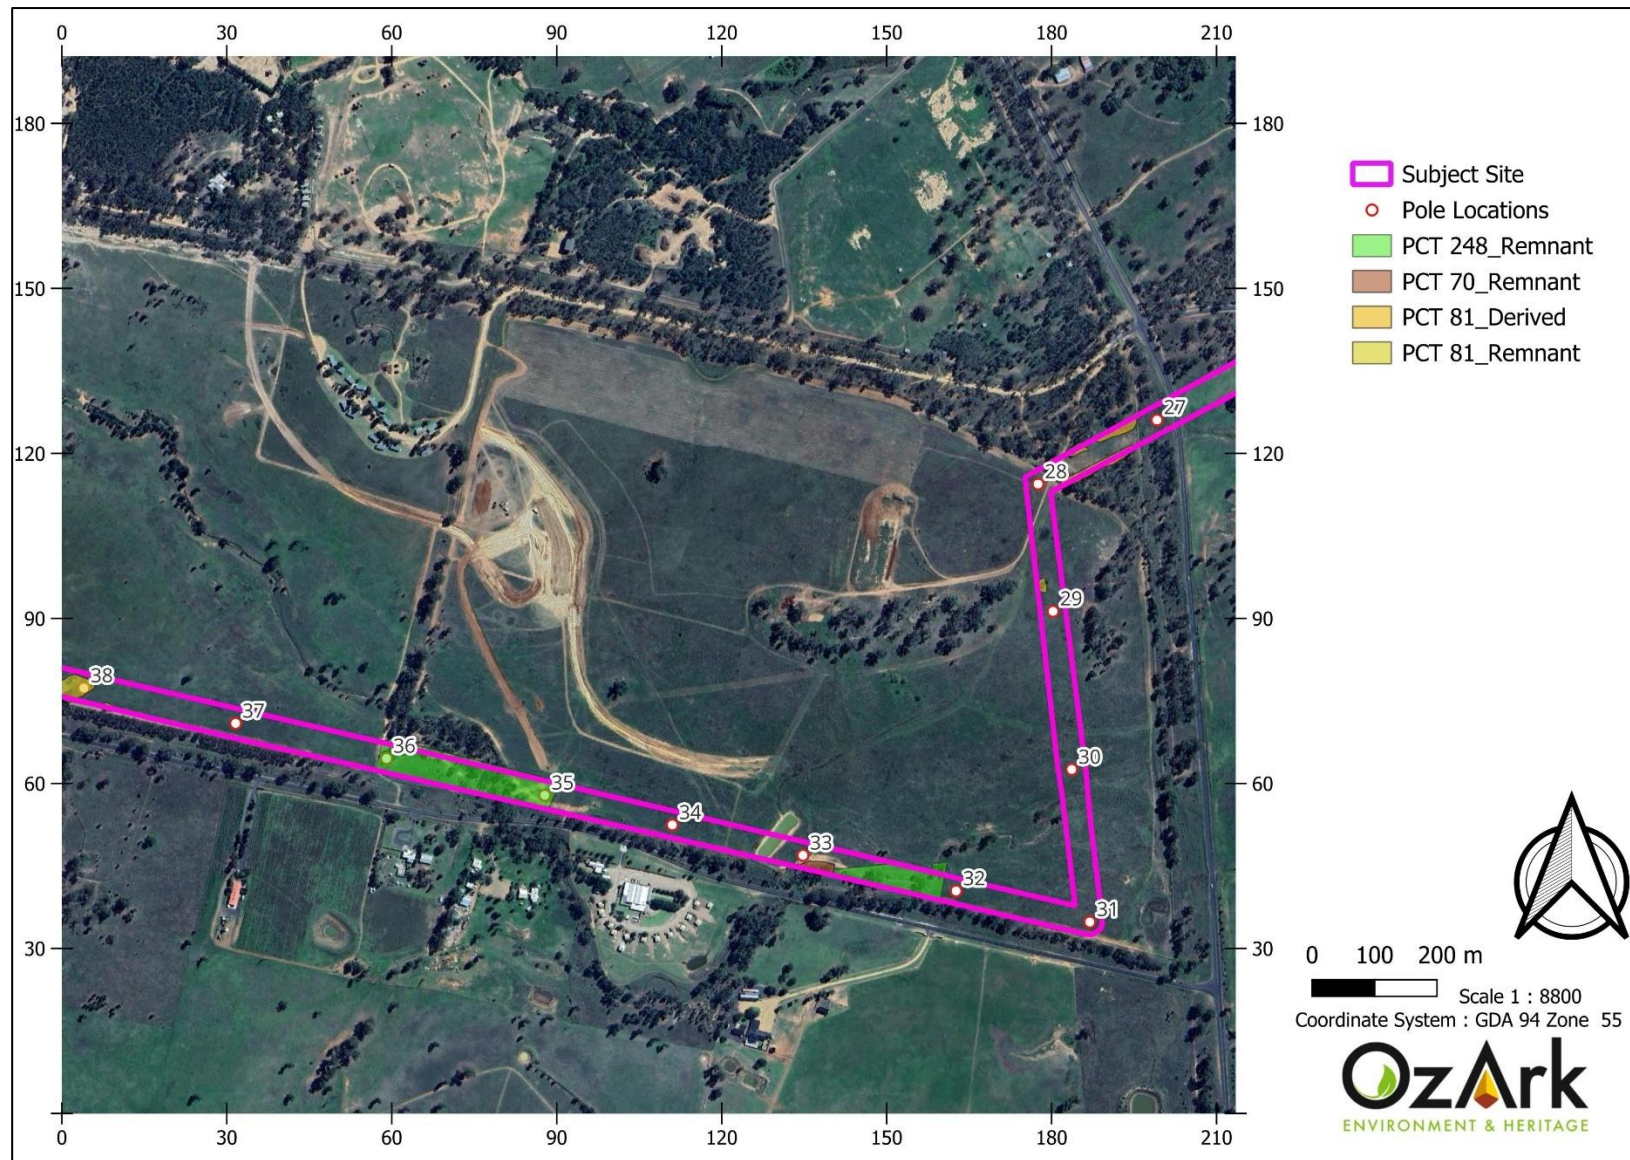 0 30 60 90 120 150 180 210
180 180
150 150
120 120
90 90
60 60
30 30
0 30 60 90 120 150 180 210
27
28
29
30
31
32
33
34
35
36
37
38
Subject Site
Pole Locations
PCT 248_Remnant
PCT 70_Remnant
PCT 81_Derived
PCT 81_Remnant
0 100 200 m
Scale 1 : 8800
Coordinate System : GDA 94 Zone 55
OzArk
ENVIRONMENT & HERITAGE